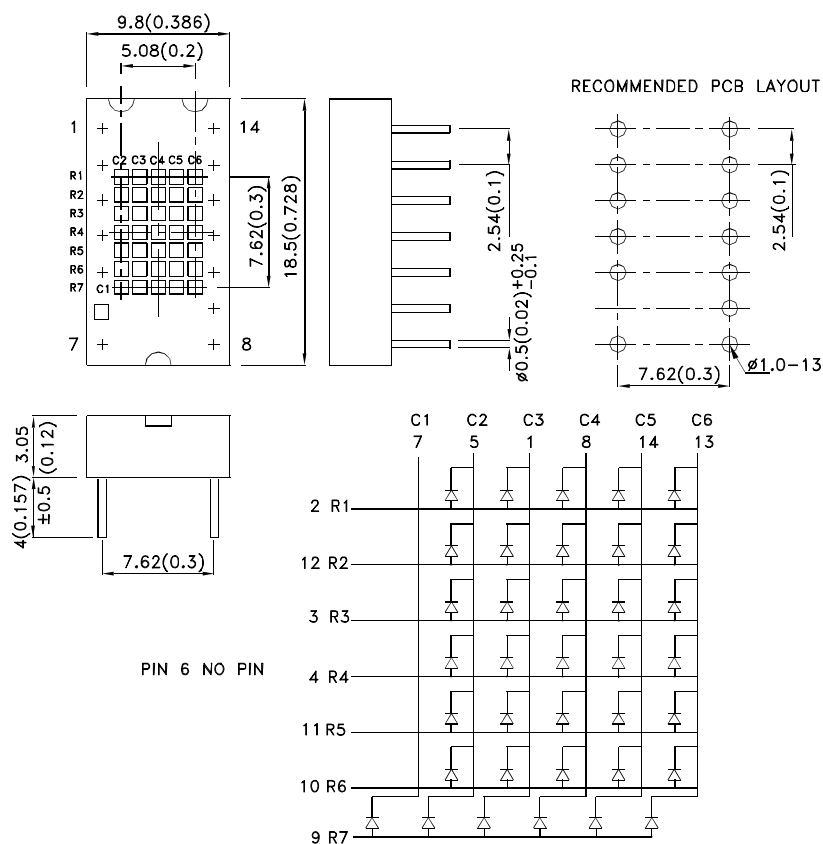 9.8(0.386)
5.08(0.2)
RECOMMENDED PCB LAYOUT
1
14
C2 C3 C4 C5 C6
R1
R2
R3
R4
R5
R6
R7 C1
7
8
7.62(0.3)
18.5(0.728)
2.54(0.1)
ø0.5(0.02)+0.25
-0.1
2.54(0.1)
7.62(0.3)
ø1.0-13
3.05
(0.12)
4(0.157)
±0.5
7.62(0.3)
PIN 6 NO PIN
C1 C2 C3 C4 C5 C6
7 5 1 8 14 13
2 R1
12 R2
3 R3
4 R4
11 R5
10 R6
9 R7